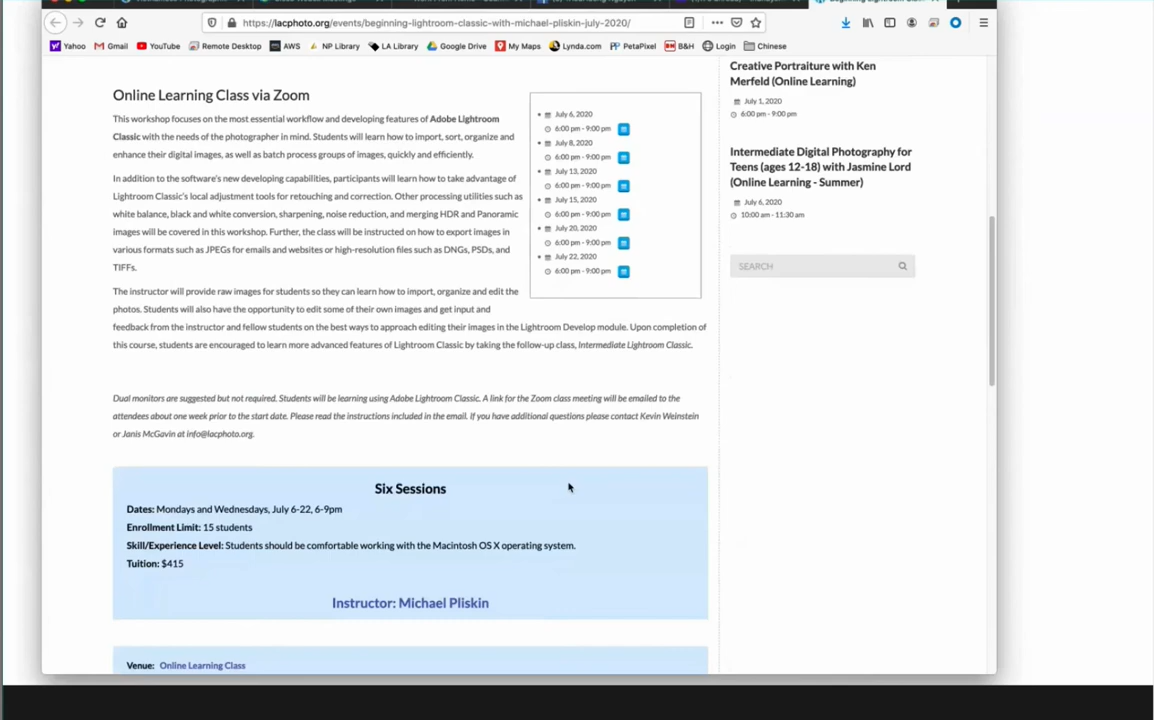 https://lacphoto.org/events/beginning-lightroom-classic-with-michael-pliskin-july-2020/
Yahoo Gmail YouTube Remote Desktop AWS NP Library LA Library Google Drive My Maps Lynda.com PetaPixel B&H Login Chinese
Online Learning Class via Zoom
This workshop focuses on the most essential workflow and developing features of Adobe Lightroom
Classic with the needs of the photographer in mind. Students will learn how to import, sort, organize and
enhance their digital images, as well as batch process groups of images, quickly and efficiently.
In addition to the software's new developing capabilities, participants will learn how to take advantage of
Lightroom Classic's local adjustment tools for retouching and correction. Other processing utilities such as
white balance, black and white conversion, sharpening, noise reduction, and merging HDR and Panoramic
images will be covered in this workshop. Further, the class will be instructed on how to export images in
various formats such as JPEGs for emails and websites or high-resolution files such as DNGs, PSDs, and
TIFFs.
The instructor will provide raw images for students so they can learn how to import, organize and edit the
photos. Students will also have the opportunity to edit some of their own images and get input and
feedback from the instructor and fellow students on the best ways to approach editing their images in the Lightroom Develop module. Upon completion of
this course, students are encouraged to learn more advanced features of Lightroom Classic by taking the follow-up class, Intermediate Lightroom Classic.
July 6, 2020
6:00 pm - 9:00 pm
July 8, 2020
6:00 pm - 9:00 pm
July 13, 2020
6:00 pm - 9:00 pm
July 15, 2020
6:00 pm - 9:00 pm
July 20, 2020
6:00 pm - 9:00 pm
July 22, 2020
6:00 pm - 9:00 pm
Dual monitors are suggested but not required. Students will be learning using Adobe Lightroom Classic. A link for the Zoom class meeting will be emailed to the
attendees about one week prior to the start date. Please read the instructions included in the email. If you have additional questions please contact Kevin Weinstein
or Janis McGavin at info@lacphoto.org.
Six Sessions
Dates: Mondays and Wednesdays, July 6-22, 6-9pm
Enrollment Limit: 15 students
Skill/Experience Level: Students should be comfortable working with the Macintosh OS X operating system.
Tuition: $415
Instructor: Michael Pliskin
Venue: Online Learning Class
Creative Portraiture with Ken
Merfeld (Online Learning)
July 1, 2020
6:00 pm - 9:00 pm
Intermediate Digital Photography for
Teens (ages 12-18) with Jasmine Lord
(Online Learning - Summer)
July 6, 2020
10:00 am - 11:30 am
SEARCH